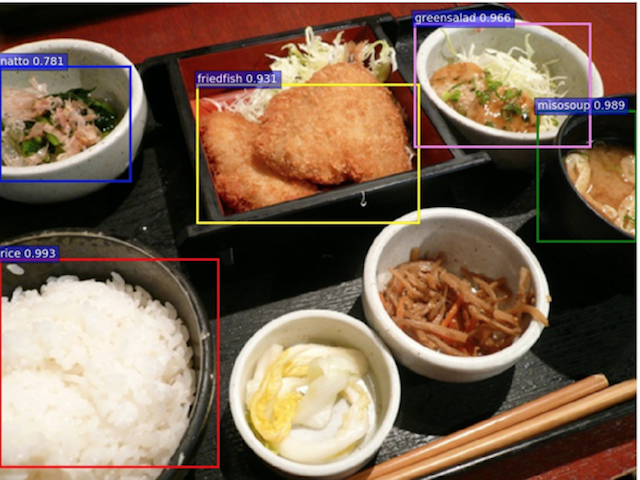 greensalad 0.966
natto 0.781
friedfish 0.931
misosoup 0.989
rice 0.993